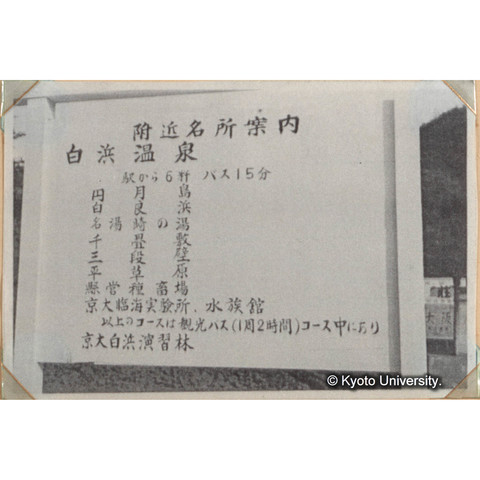 附近名所案内
白浜温泉
駅から6粁 バス15分
円月島
白良浜
名湯崎の湯
千畳敷
三段壁
平草原
県営種畜場
京大臨海実験所.水族館
以上のコースは観光バス(1周2時間)コース中にあり
京大白浜演習林
© Kyoto University.